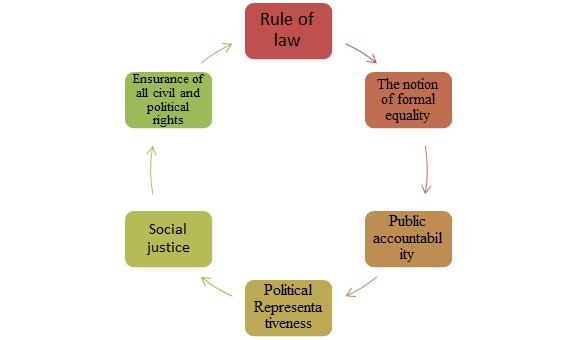 Rule of
law
The notion
of formal
equality
Public
accountabil
ity
Political
Representa
tiveness
Social
justice
Ensurance of
all civil and
political
rights